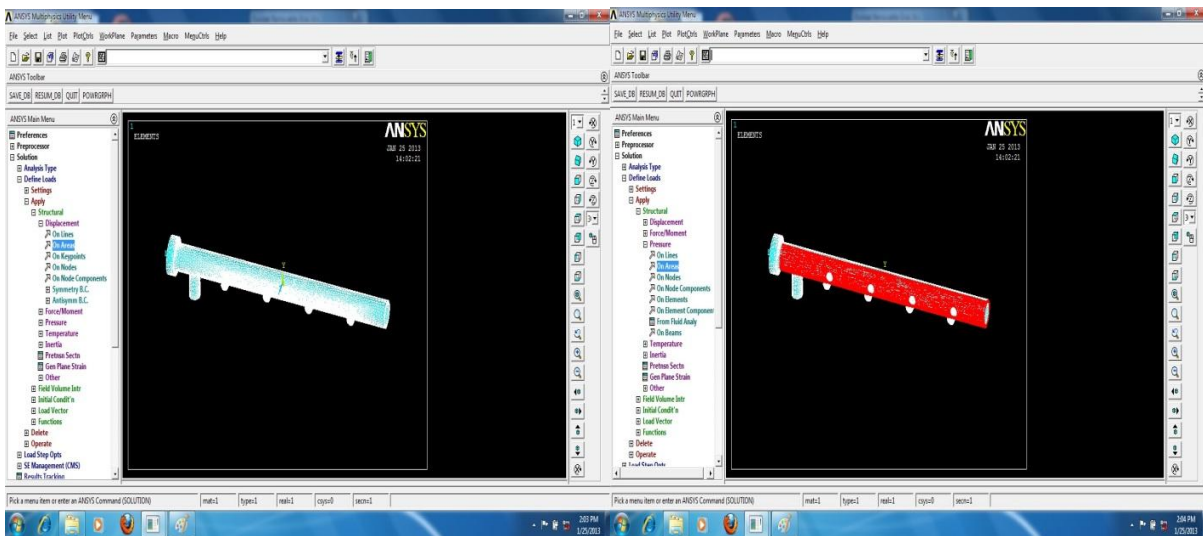 ANSYS Multiphysics Utility Menu
File Select List Plot PlotCtrls WorkPlane Parameters Macro MenuCtrls Help
ANSYS Toolbar
SAVE_DB RESUM_DB QUIT POWRGRPH
ANSYS Main Menu
Preferences
Preprocessor
Solution
Analysis Type
Define Loads
Settings
Apply
Structural
Displacement
On Lines
On Areas
On Keypoints
On Nodes
On Node Components
Symmetry B.C.
Antisymm B.C.
Force/Moment
Pressure
Temperature
Inertia
Pretnsn Sectn
Gen Plane Strain
Other
Field Volume Intr
Initial Condit'n
Load Vector
Functions
Delete
Operate
Load Step Opts
SE Management (CMS)
Results Tracking
1
ELEMENTS
ANSYS
JAN 25 2013
14:02:21
Y
1
3
Pick a menu item or enter an ANSYS Command (SOLUTION) mat=1 type=1 real=1 csys=0 secn=1
2:03 PM
1/25/2013
ANSYS Multiphysics Utility Menu
File Select List Plot PlotCtrls WorkPlane Parameters Macro MenuCtrls Help
ANSYS Toolbar
SAVE_DB RESUM_DB QUIT POWRGRPH
ANSYS Main Menu
Preferences
Preprocessor
Solution
Analysis Type
Define Loads
Settings
Apply
Structural
Displacement
Force/Moment
Pressure
On Lines
On Areas
On Nodes
On Node Components
On Elements
On Element Componen
From Fluid Analy
On Beams
Temperature
Inertia
Pretnsn Sectn
Gen Plane Strain
Other
Field Volume Intr
Initial Condit'n
Load Vector
Functions
Delete
Operate
Load Step Opts
1
ELEMENTS
ANSYS
JAN 25 2013
14:02:21
Y
1
3
Pick a menu item or enter an ANSYS Command (SOLUTION) mat=1 type=1 real=1 csys=0 secn=1
2:04 PM
1/25/2013